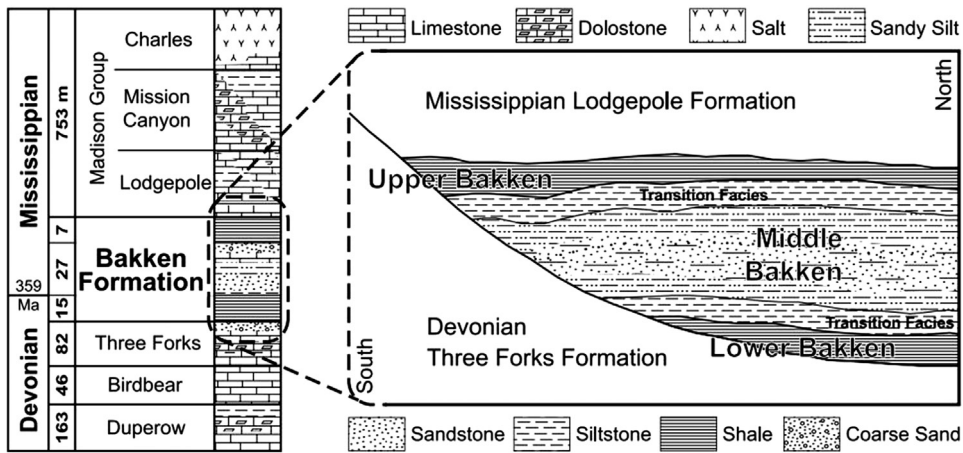 Limestone
Dolostone
Salt
Sandy Silt
Mississippian
753 m
Madison Group
Charles
Mission
Canyon
Lodgepole
7
27
15
Bakken
Formation
359
Ma
Devonian
82
Three Forks
46
Birdbear
163
Duperow
Mississippian Lodgepole Formation
North
Upper Bakken
Transition Facies
Middle
Bakken
Transition Facies
Lower Bakken
Devonian
Three Forks Formation
South
Sandstone
Siltstone
Shale
Coarse Sand